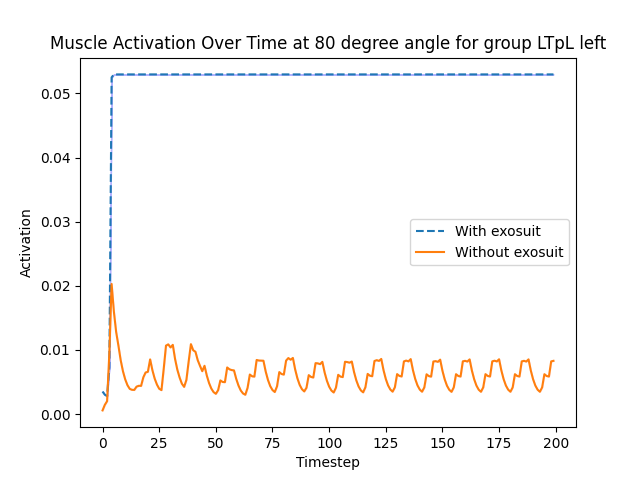 Muscle Activation Over Time at 80 degree angle for group LTpL left
0.05
0.04
0.03
0.02
0.01
0.00
Activation
With exosuit
Without exosuit
0 25 50 75 100 125 150 175 200
Timestep